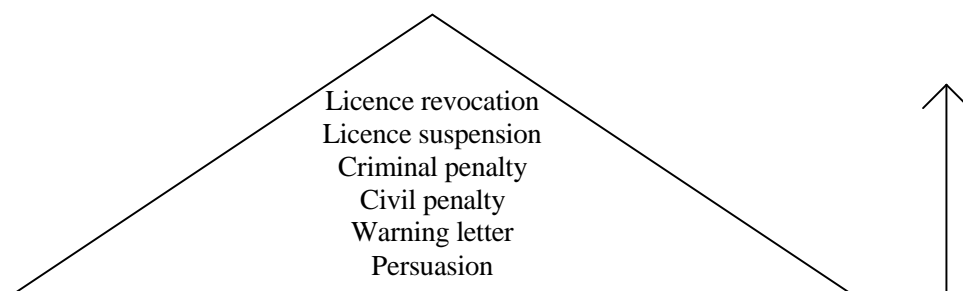 Licence revocation
Licence suspension
Criminal penalty
Civil penalty
Warning letter
Persuasion